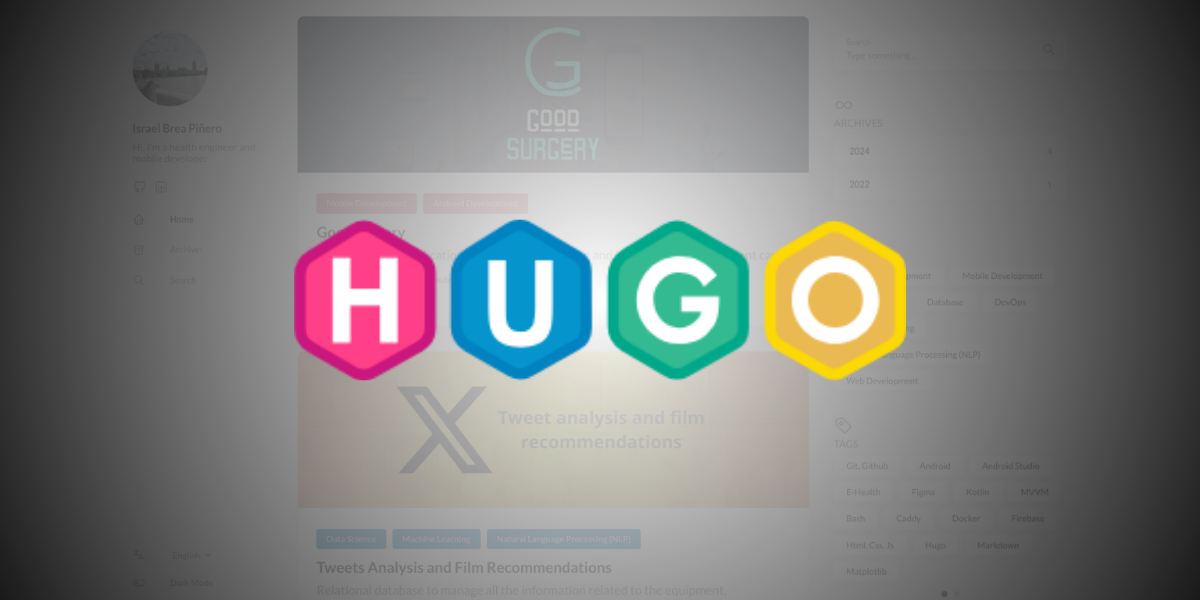 Israel Brea Piñero
Hi, I'm a health engineer and
mobile developer
Home
Archives
Search
English
Dark Mode
GOOD
SURGERY
Mobile Development
Android Development
HUGO
Tweet analysis and film
recommendations
Data Science
Machine Learning
Natural Language Processing (NLP)
Tweets Analysis and Film Recommendations
Relational database to manage all the information related to the equipment,
Search
Type something...
ARCHIVES
2024
2022
1
Mobile Development
Database
DevOps
Language Processing (NLP)
Web Development
TAGS
Git, Github
Android
Android Studio
E-Health
Figma
Kotlin
MVVM
Bash
Caddy
Docker
Firebase
Html, Css, Js
Hugo
Markdown
Matplotlib